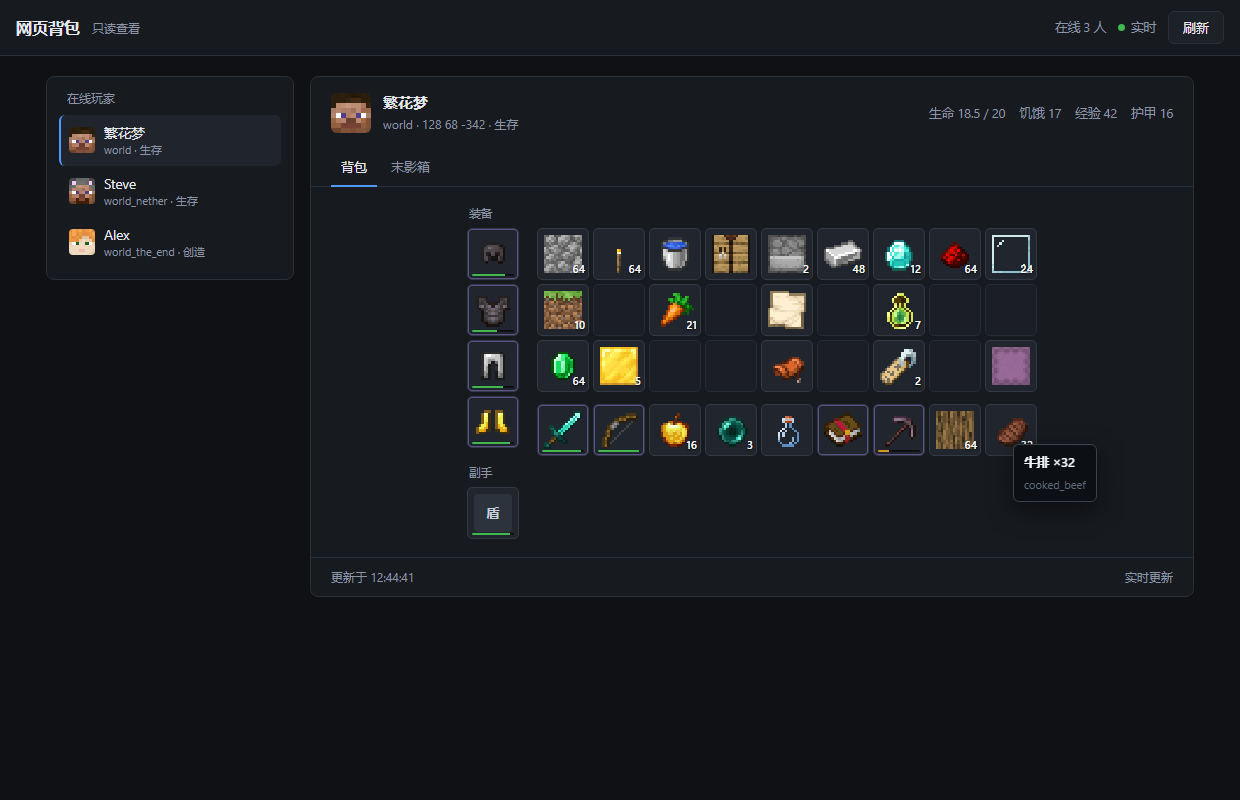 网页背包 只读查看 在线 3 人 实时 刷新
在线玩家
繁花梦
world · 生存
Steve
world_nether · 生存
Alex
world_the_end · 创造
繁花梦
world · 128 68 -342 · 生存
生命 18.5 / 20 饥饿 17 经验 42 护甲 16
背包 末影箱
装备
64 64 2 48 12 64 24
10 21 7
64 5 2
16 3 64 32
牛排 ×32
cooked_beef
副手
盾
更新于 12:44:41 实时更新